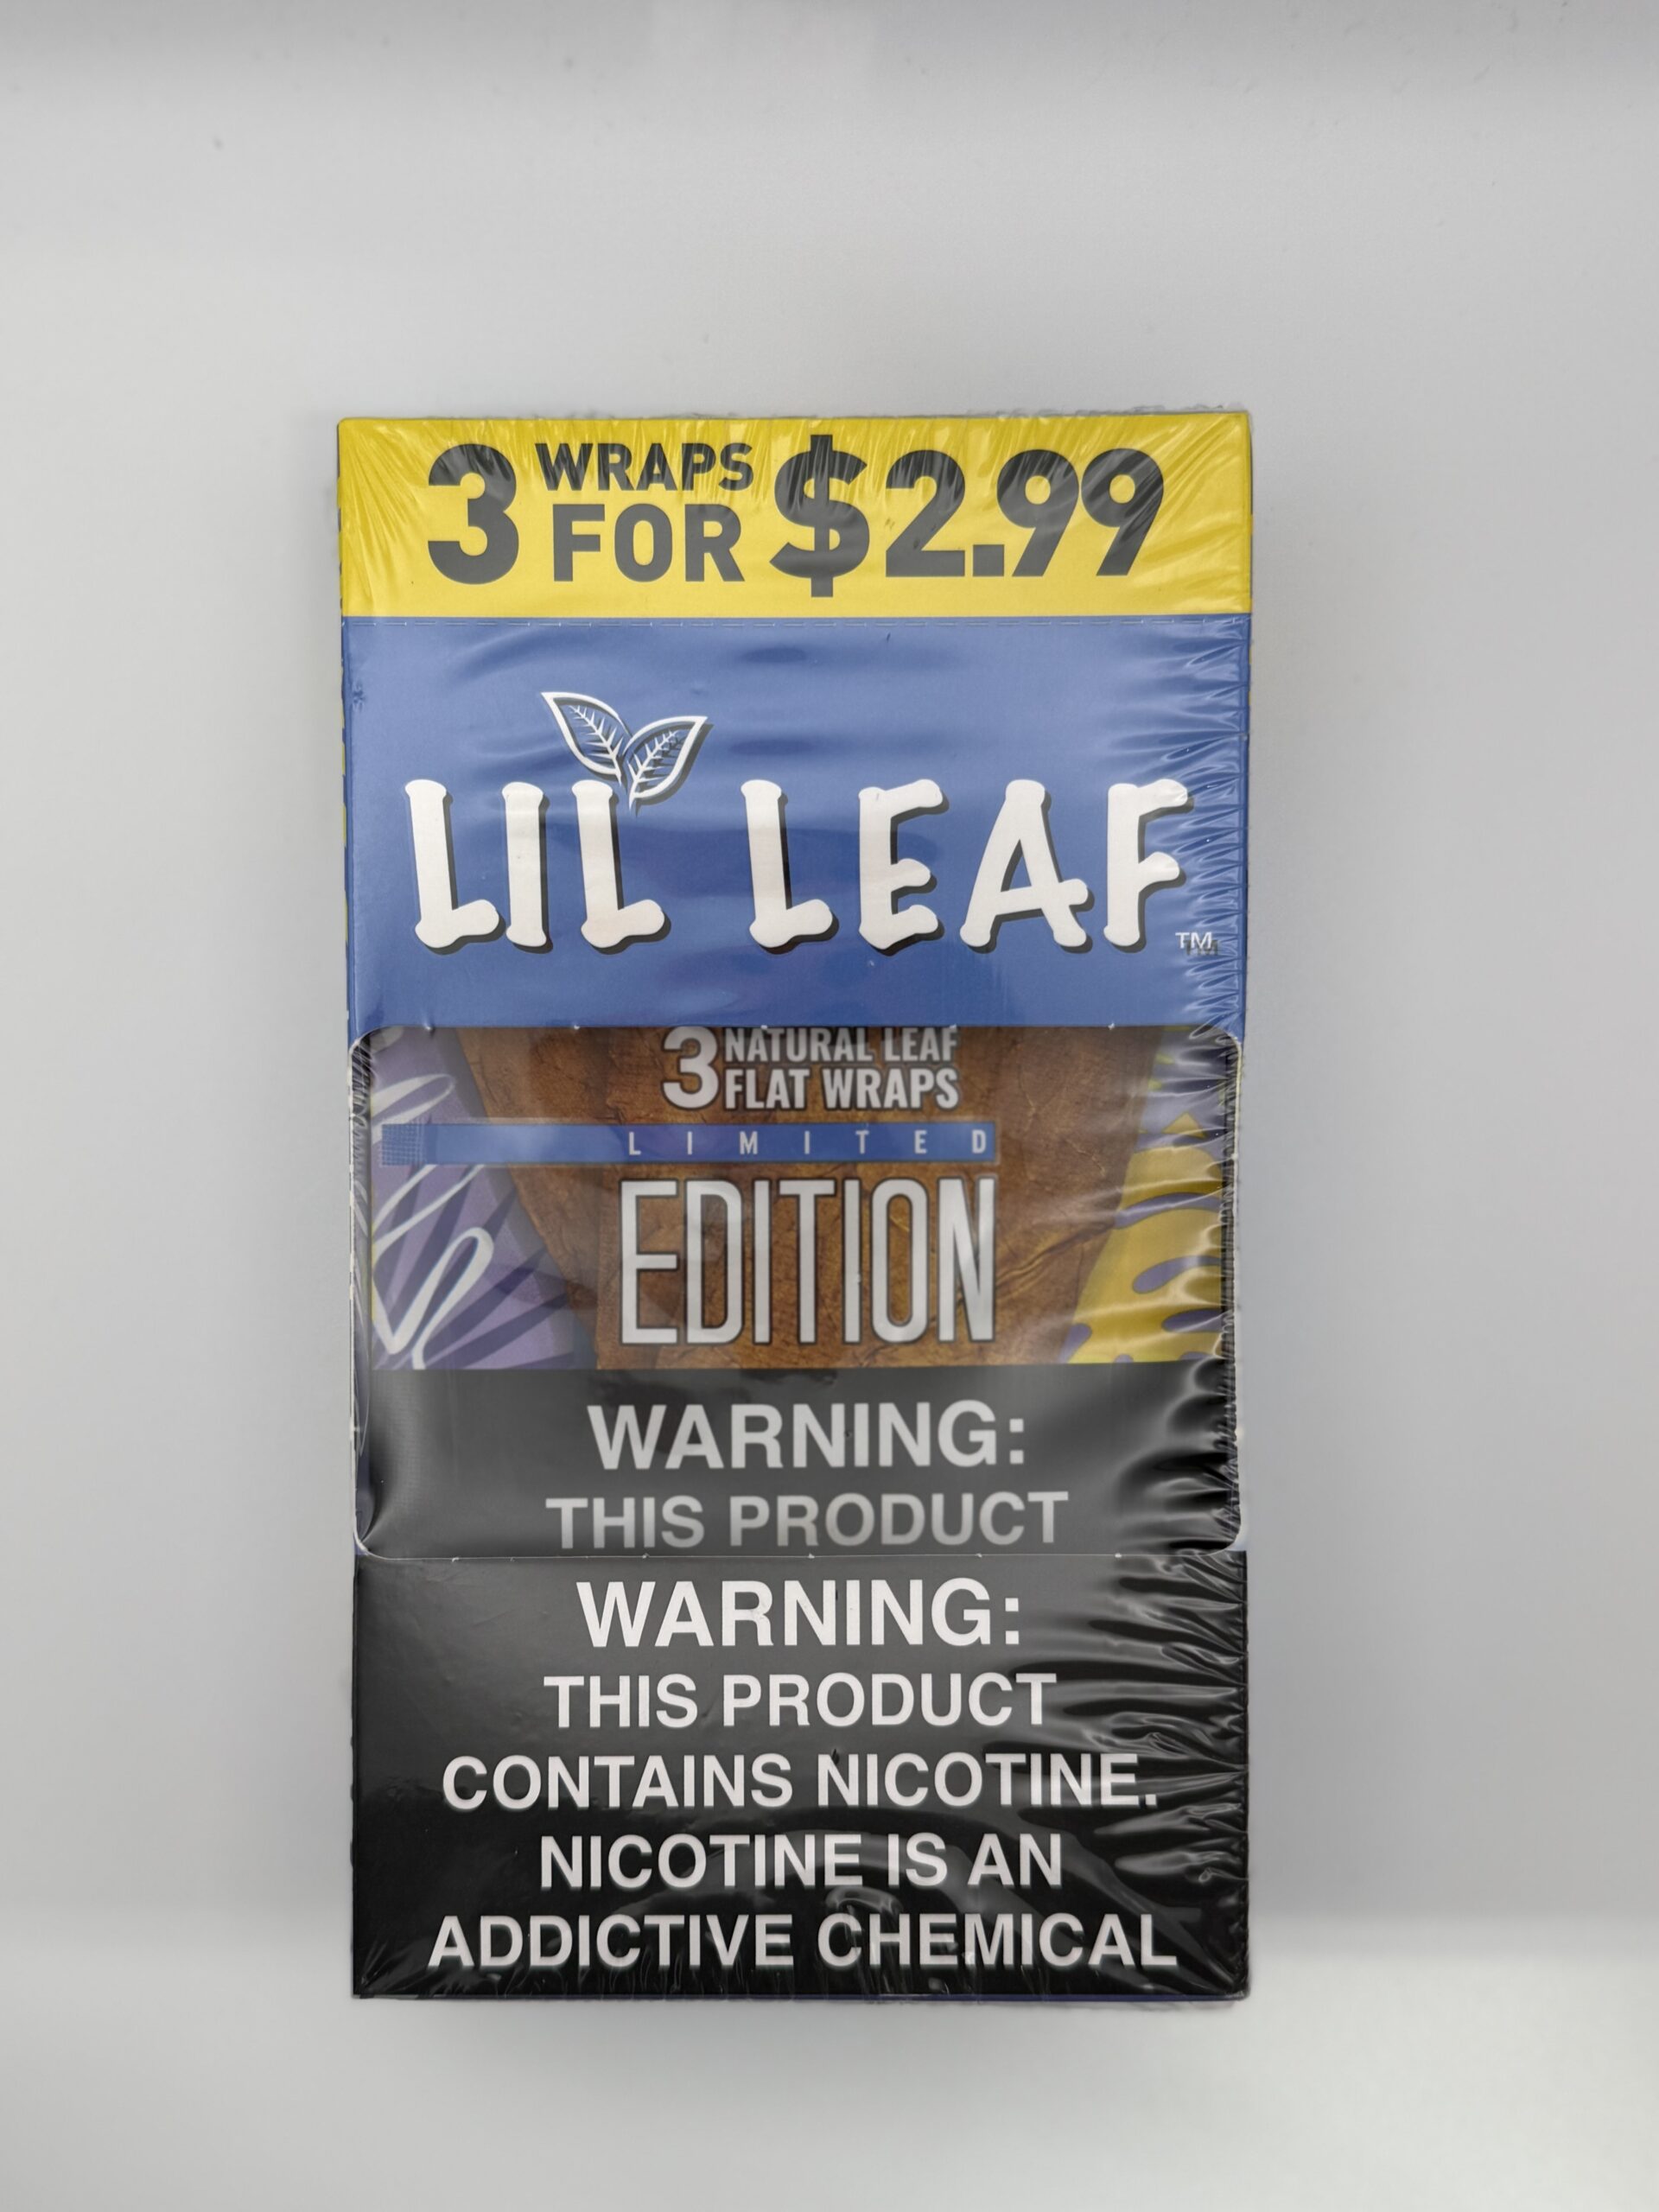 3 WRAPS FOR $2.99
LIL' LEAF TM
3 NATURAL LEAF
FLAT WRAPS
LIMITED
EDITION
WARNING:
THIS PRODUCT
WARNING:
THIS PRODUCT
CONTAINS NICOTINE.
NICOTINE IS AN
ADDICTIVE CHEMICAL